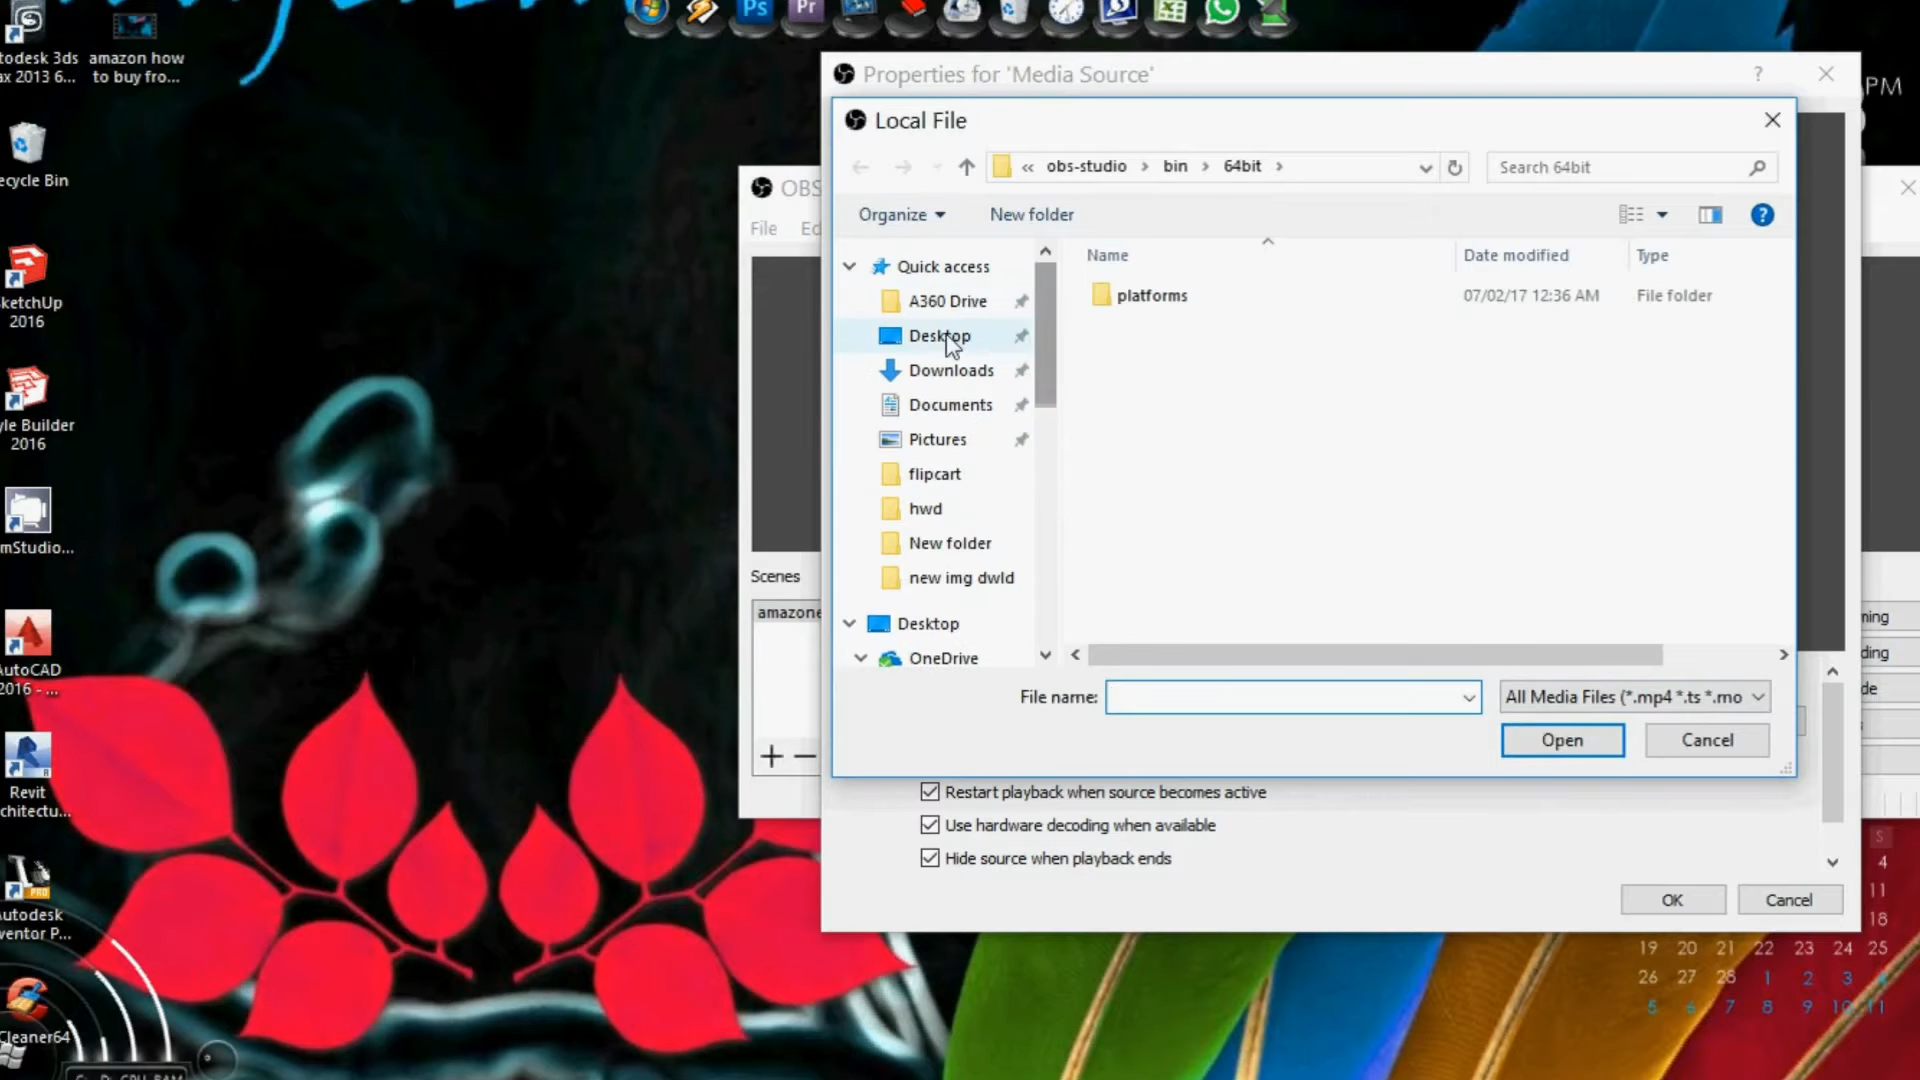 todesk 3ds
ax 2013 6...
amazon how
to buy fro...
ecycle Bin
ketchUp
2016
yle Builder
2016
mStudio...
AutoCAD
2016 - ...
Revit
chitectu...
utodesk
ventor P...
Cleaner64
Ps
Pr
PM
Properties for 'Media Source'
?
Local File
« obs-studio › bin › 64bit ›
Search 64bit
Organize
New folder
Quick access
A360 Drive
Desktop
Downloads
Documents
Pictures
flipcart
hwd
New folder
new img dwld
Desktop
OneDrive
Name
Date modified
Type
platforms
07/02/17 12:36 AM
File folder
File name:
All Media Files (*.mp4 *.ts *.mo
Open
Cancel
OBS
File
Ed
Scenes
amazone
ming
ding
de
Restart playback when source becomes active
Use hardware decoding when available
Hide source when playback ends
OK
Cancel
S
4
11
18
19 20 21 22 23 24 25
26 27 28 1 2 3 4
5 6 7 8 9 10 11